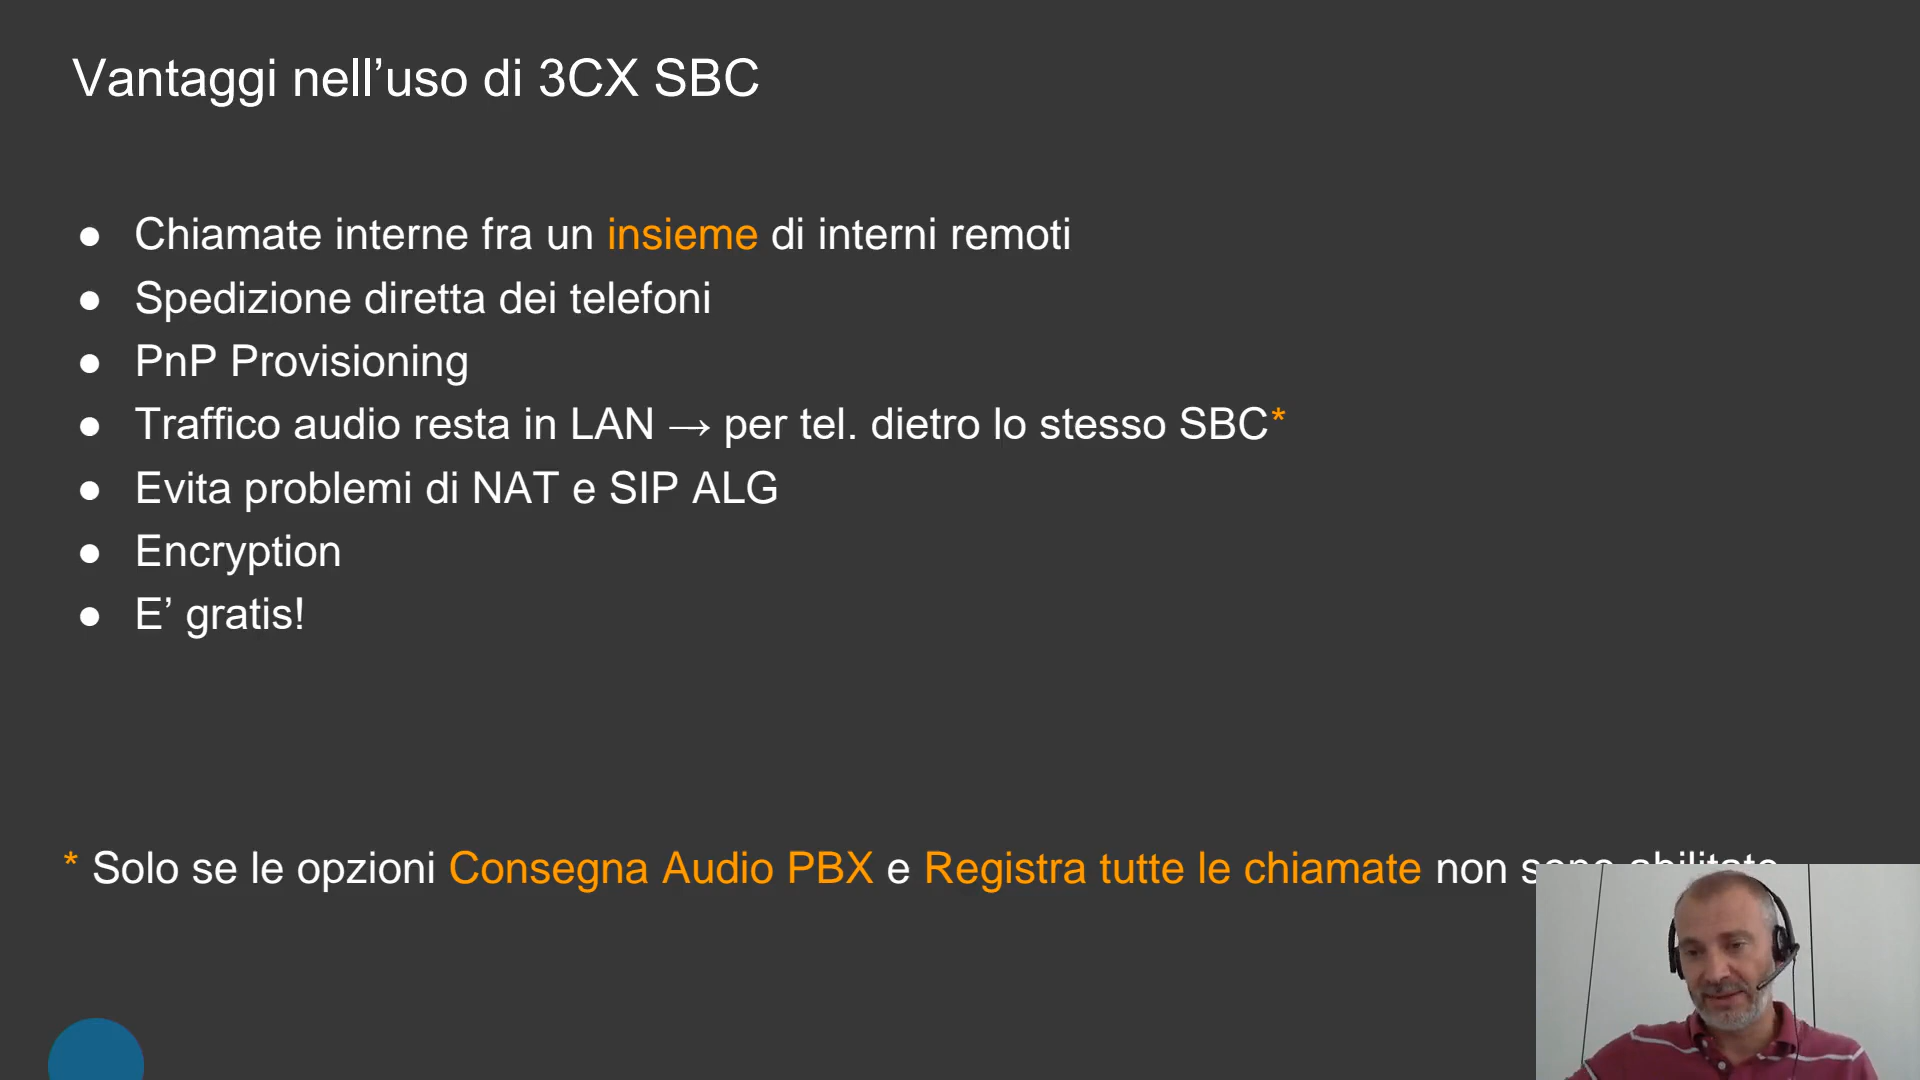 Vantaggi nell’uso di 3CX SBC
● Chiamate interne fra un insieme di interni remoti
● Spedizione diretta dei telefoni
● PnP Provisioning
● Traffico audio resta in LAN → per tel. dietro lo stesso SBC*
● Evita problemi di NAT e SIP ALG
● Encryption
● E’ gratis!
* Solo se le opzioni Consegna Audio PBX e Registra tutte le chiamate non sono abilitate